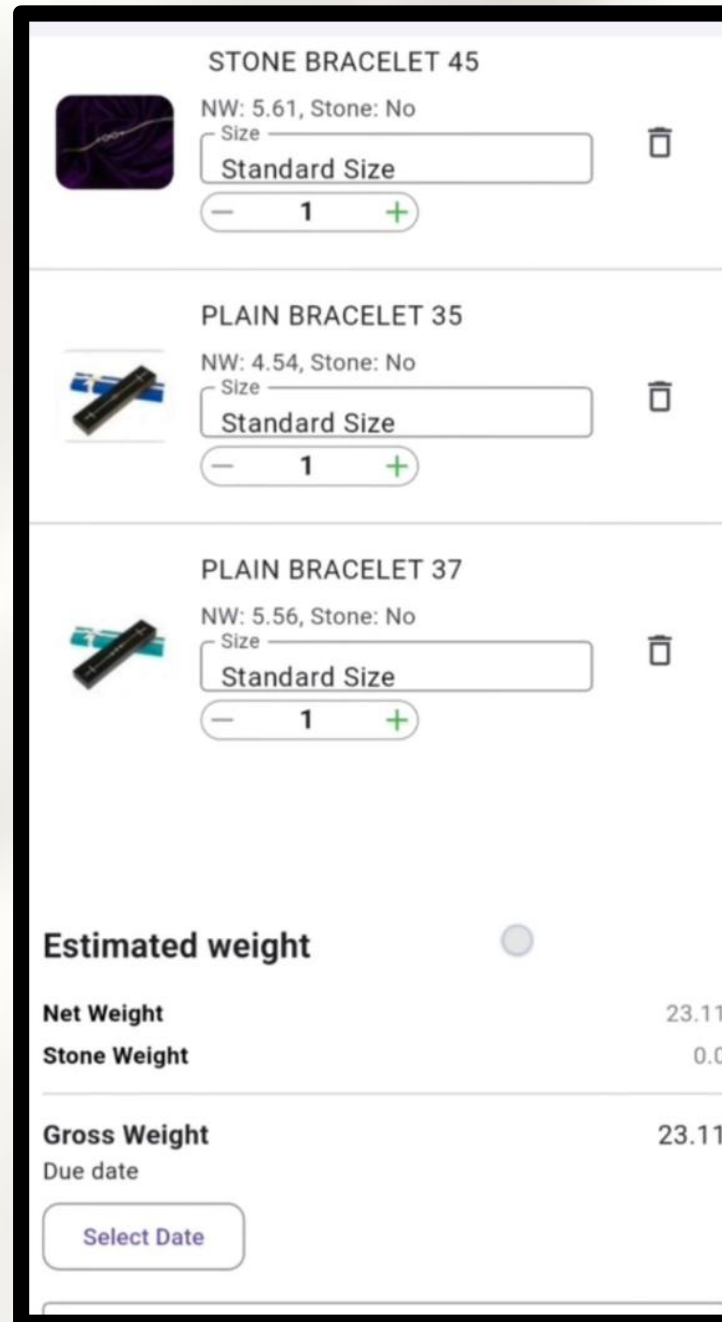 STONE BRACELET 45
NW: 5.61, Stone: No
Size
Standard Size
1
PLAIN BRACELET 35
NW: 4.54, Stone: No
Size
Standard Size
1
PLAIN BRACELET 37
NW: 5.56, Stone: No
Size
Standard Size
1
Estimated weight
Net Weight 23.11
Stone Weight 0.0
Gross Weight 23.11
Due date
Select Date